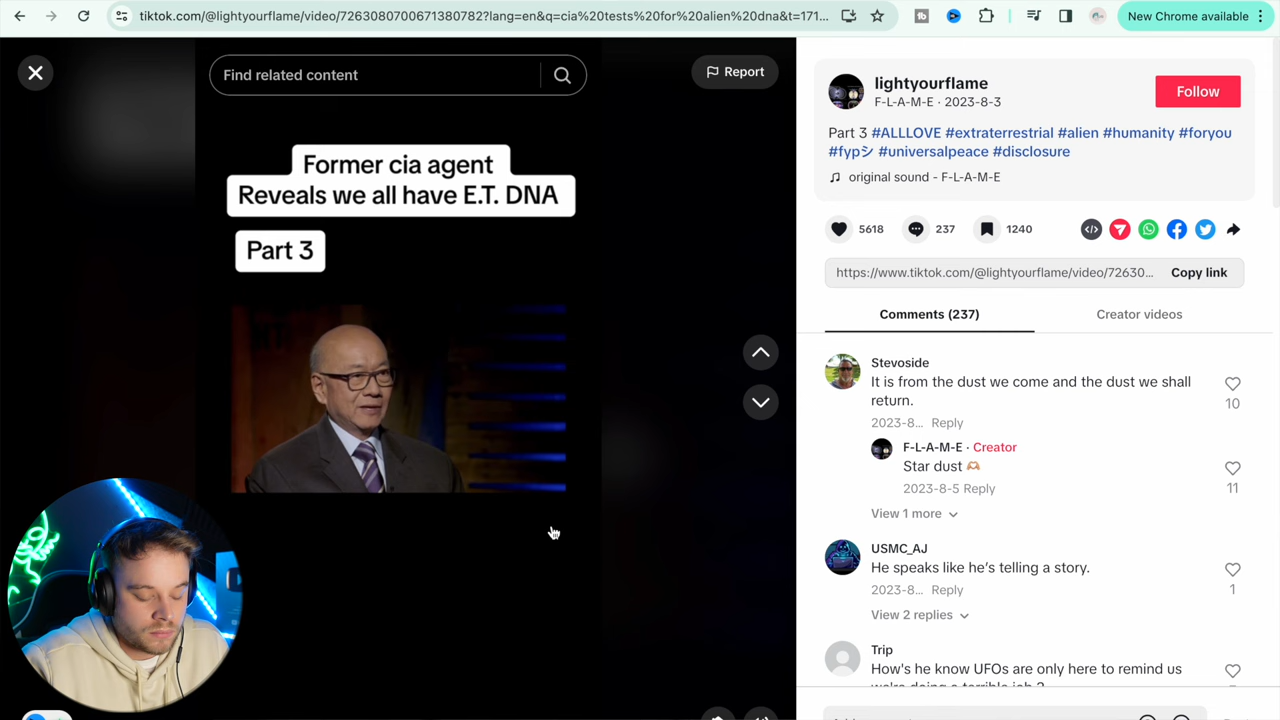 tiktok.com/@lightyourflame/video/7263080700671380782?lang=en&q=cia%20tests%20for%20alien%20dna&t=171...
New Chrome available
Find related content
Report
Former cia agent
Reveals we all have E.T. DNA
Part 3
lightyourflame
F-L-A-M-E · 2023-8-3
Follow
Part 3 #ALLLOVE #extraterrestrial #alien #humanity #foryou
#fypシ #universalpeace #disclosure
original sound - F-L-A-M-E
5618
237
1240
https://www.tiktok.com/@lightyourflame/video/72630...
Copy link
Comments (237)
Creator videos
Stevoside
It is from the dust we come and the dust we shall
return.
2023-8... Reply
10
F-L-A-M-E · Creator
Star dust 🫶🏼
2023-8-5 Reply
11
View 1 more
USMC_AJ
He speaks like he's telling a story.
2023-8... Reply
1
View 2 replies
Trip
How's he know UFOs are only here to remind us
we're doing a terrible job ?